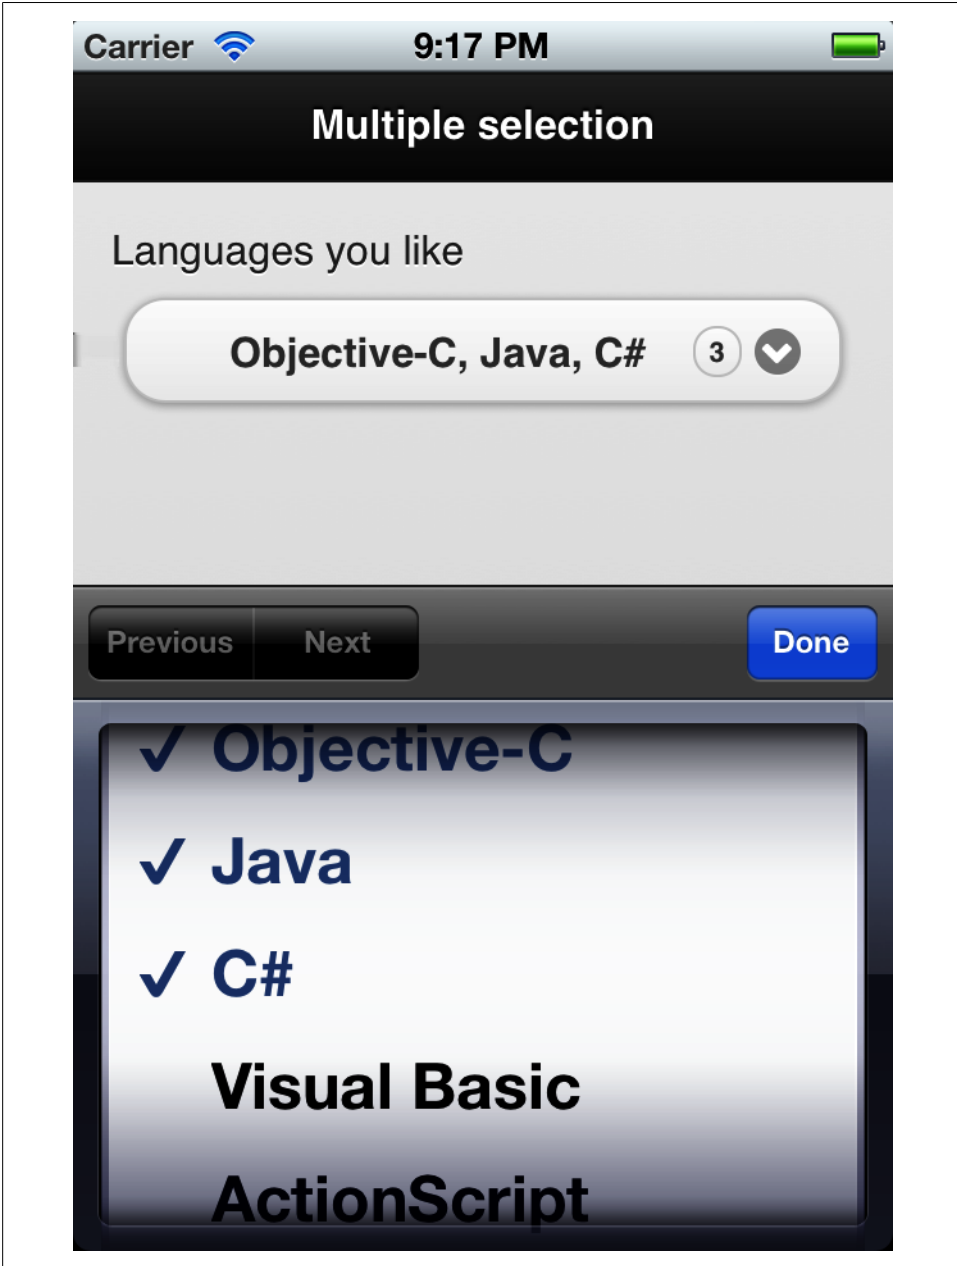 Carrier 9:17 PM
Multiple selection
Languages you like
Objective-C, Java, C# 3
Previous Next Done
✓ Objective-C
✓ Java
✓ C#
Visual Basic
ActionScript